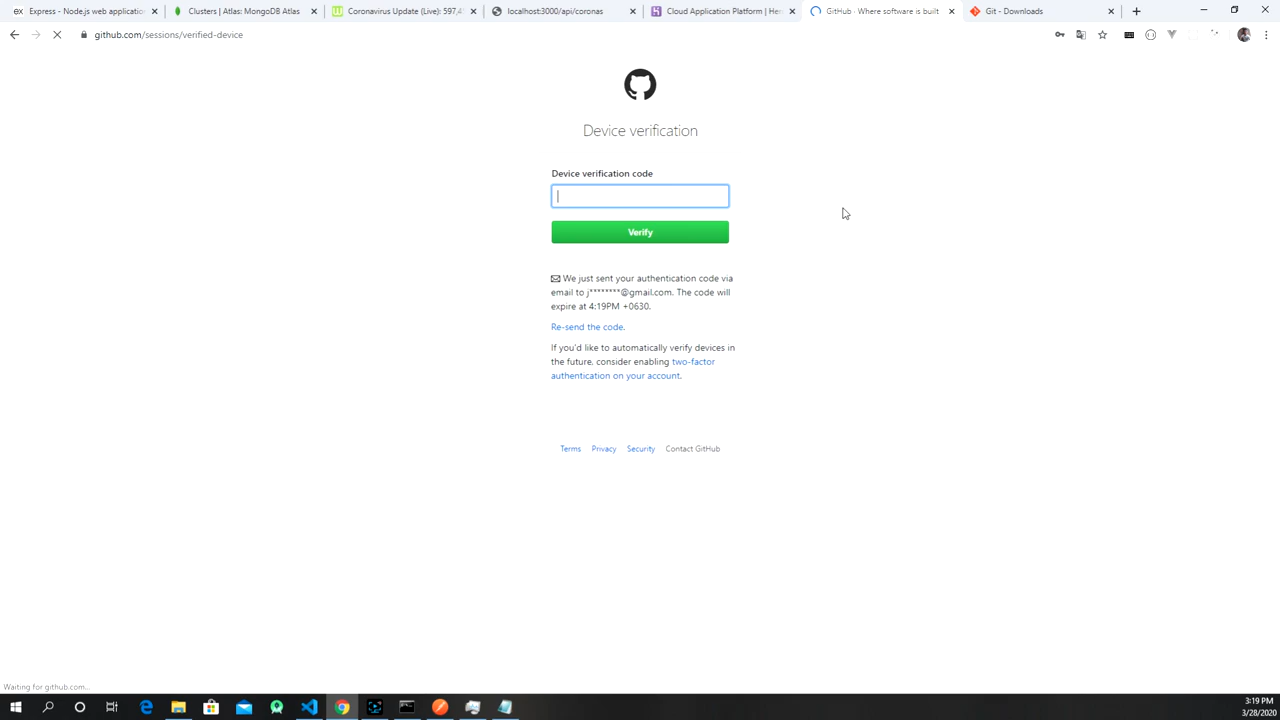 Express - Node.js web application
Clusters | Atlas: MongoDB Atlas
Coronavirus Update (Live): 597,4
localhost:3000/api/coronas
Cloud Application Platform | He
GitHub · Where software is built
Git - Downloads
github.com/sessions/verified-device
Device verification
Device verification code
Verify
We just sent your authentication code via
email to j********@gmail.com. The code will
expire at 4:19PM +0630.
Re-send the code.
If you'd like to automatically verify devices in
the future, consider enabling two-factor
authentication on your account.
Terms Privacy Security Contact GitHub
Waiting for github.com...
3:19 PM
3/28/2020